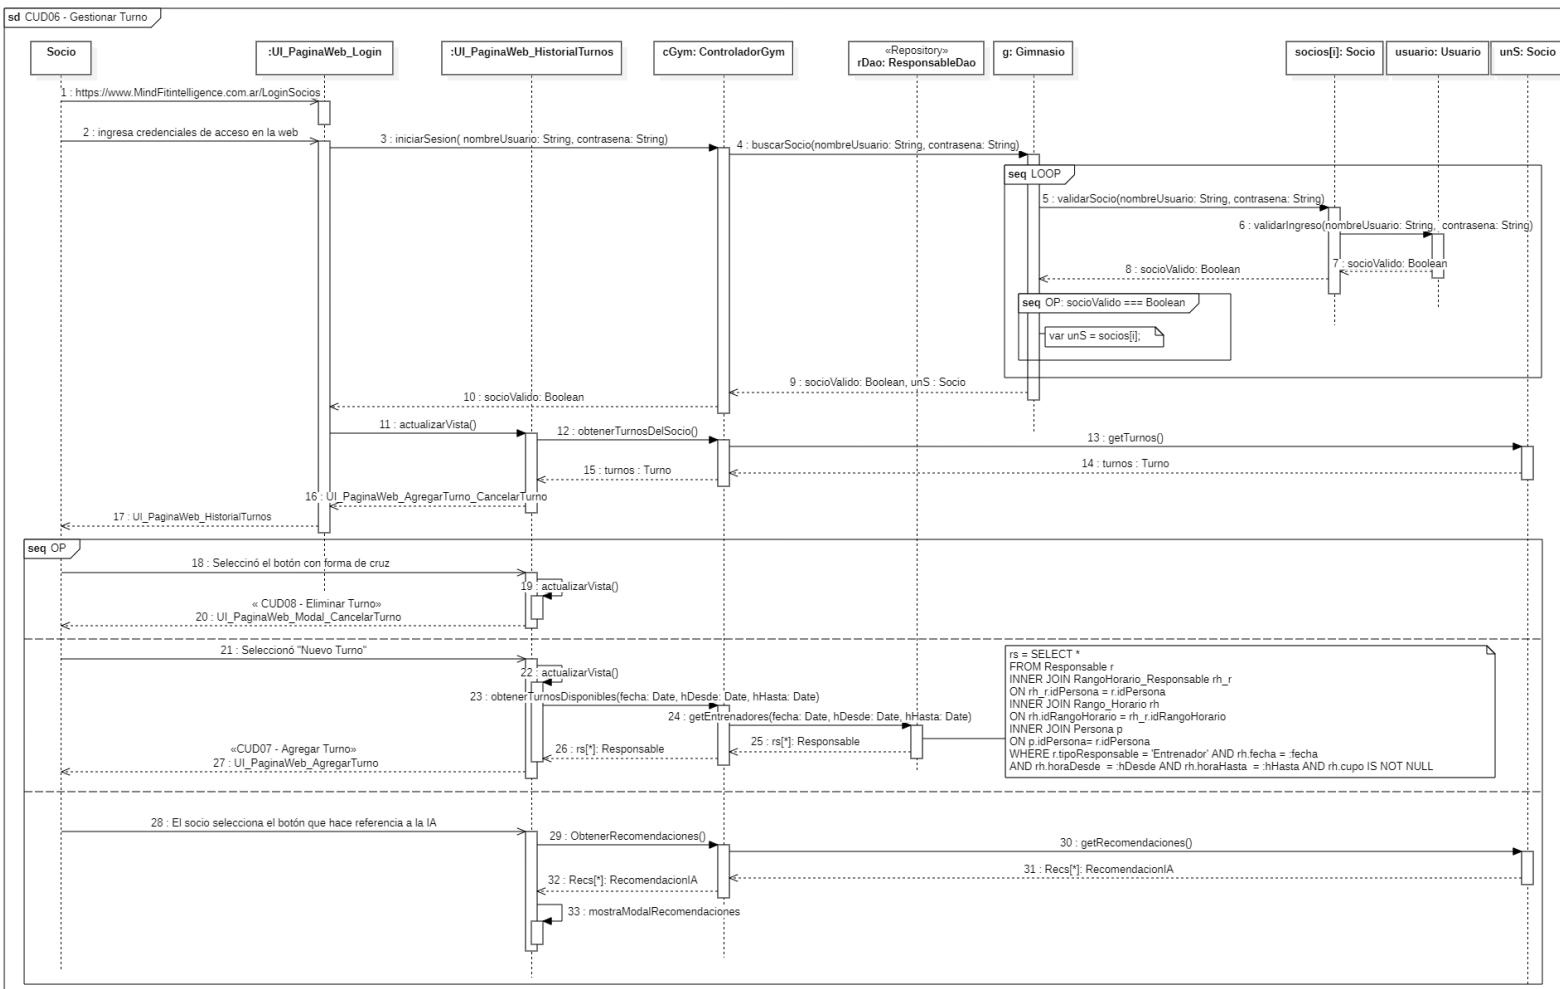 sd CUD06 - Gestionar Turno
Socio
:UI_PaginaWeb_Login
:UI_PaginaWeb_HistorialTurnos
cGym: ControladorGym
«Repository»
rDao: ResponsableDao
g: Gimnasio
socios[i]: Socio
usuario: Usuario
unS: Socio
1 : https://www.MindFitintelligence.com.ar/LoginSocios
2 : ingresa credenciales de acceso en la web
3 : iniciarSesion( nombreUsuario: String, contrasena: String)
4 : buscarSocio(nombreUsuario: String, contrasena: String)
seq LOOP
5 : validarSocio(nombreUsuario: String, contrasena: String)
6 : validarIngreso(nombreUsuario: String, contrasena: String)
7 : socioValido: Boolean
8 : socioValido: Boolean
seq OP: socioValido === Boolean
var unS = socios[i];
9 : socioValido: Boolean, unS : Socio
10 : socioValido: Boolean
11 : actualizarVista()
12 : obtenerTurnosDelSocio()
13 : getTurnos()
14 : turnos : Turno
15 : turnos : Turno
16 : UI_PaginaWeb_AgregarTurno_CancelarTurno
17 : UI_PaginaWeb_HistorialTurnos
seq OP
18 : Seleccinó el botón con forma de cruz
19 : actualizarVista()
« CUD08 - Eliminar Turno»
20 : UI_PaginaWeb_Modal_CancelarTurno
21 : Seleccionó "Nuevo Turno"
22 : actualizarVista()
23 : obtenerTurnosDisponibles(fecha: Date, hDesde: Date, hHasta: Date)
24 : getEntrenadores(fecha: Date, hDesde: Date, hHasta: Date)
25 : rs[*]: Responsable
26 : rs[*]: Responsable
«CUD07 - Agregar Turno»
27 : UI_PaginaWeb_AgregarTurno
rs = SELECT *
FROM Responsable r
INNER JOIN RangoHorario_Responsable rh_r
ON rh_r.idPersona = r.idPersona
INNER JOIN Rango_Horario rh
ON rh.idRangoHorario = rh_r.idRangoHorario
INNER JOIN Persona p
ON p.idPersona= r.idPersona
WHERE r.tipoResponsable = 'Entrenador' AND rh.fecha = :fecha
AND rh.horaDesde = :hDesde AND rh.horaHasta = :hHasta AND rh.cupo IS NOT NULL
28 : El socio selecciona el botón que hace referencia a la IA
29 : ObtenerRecomendaciones()
30 : getRecomendaciones()
31 : Recs[*]: RecomendacionIA
32 : Recs[*]: RecomendacionIA
33 : mostraModalRecomendaciones